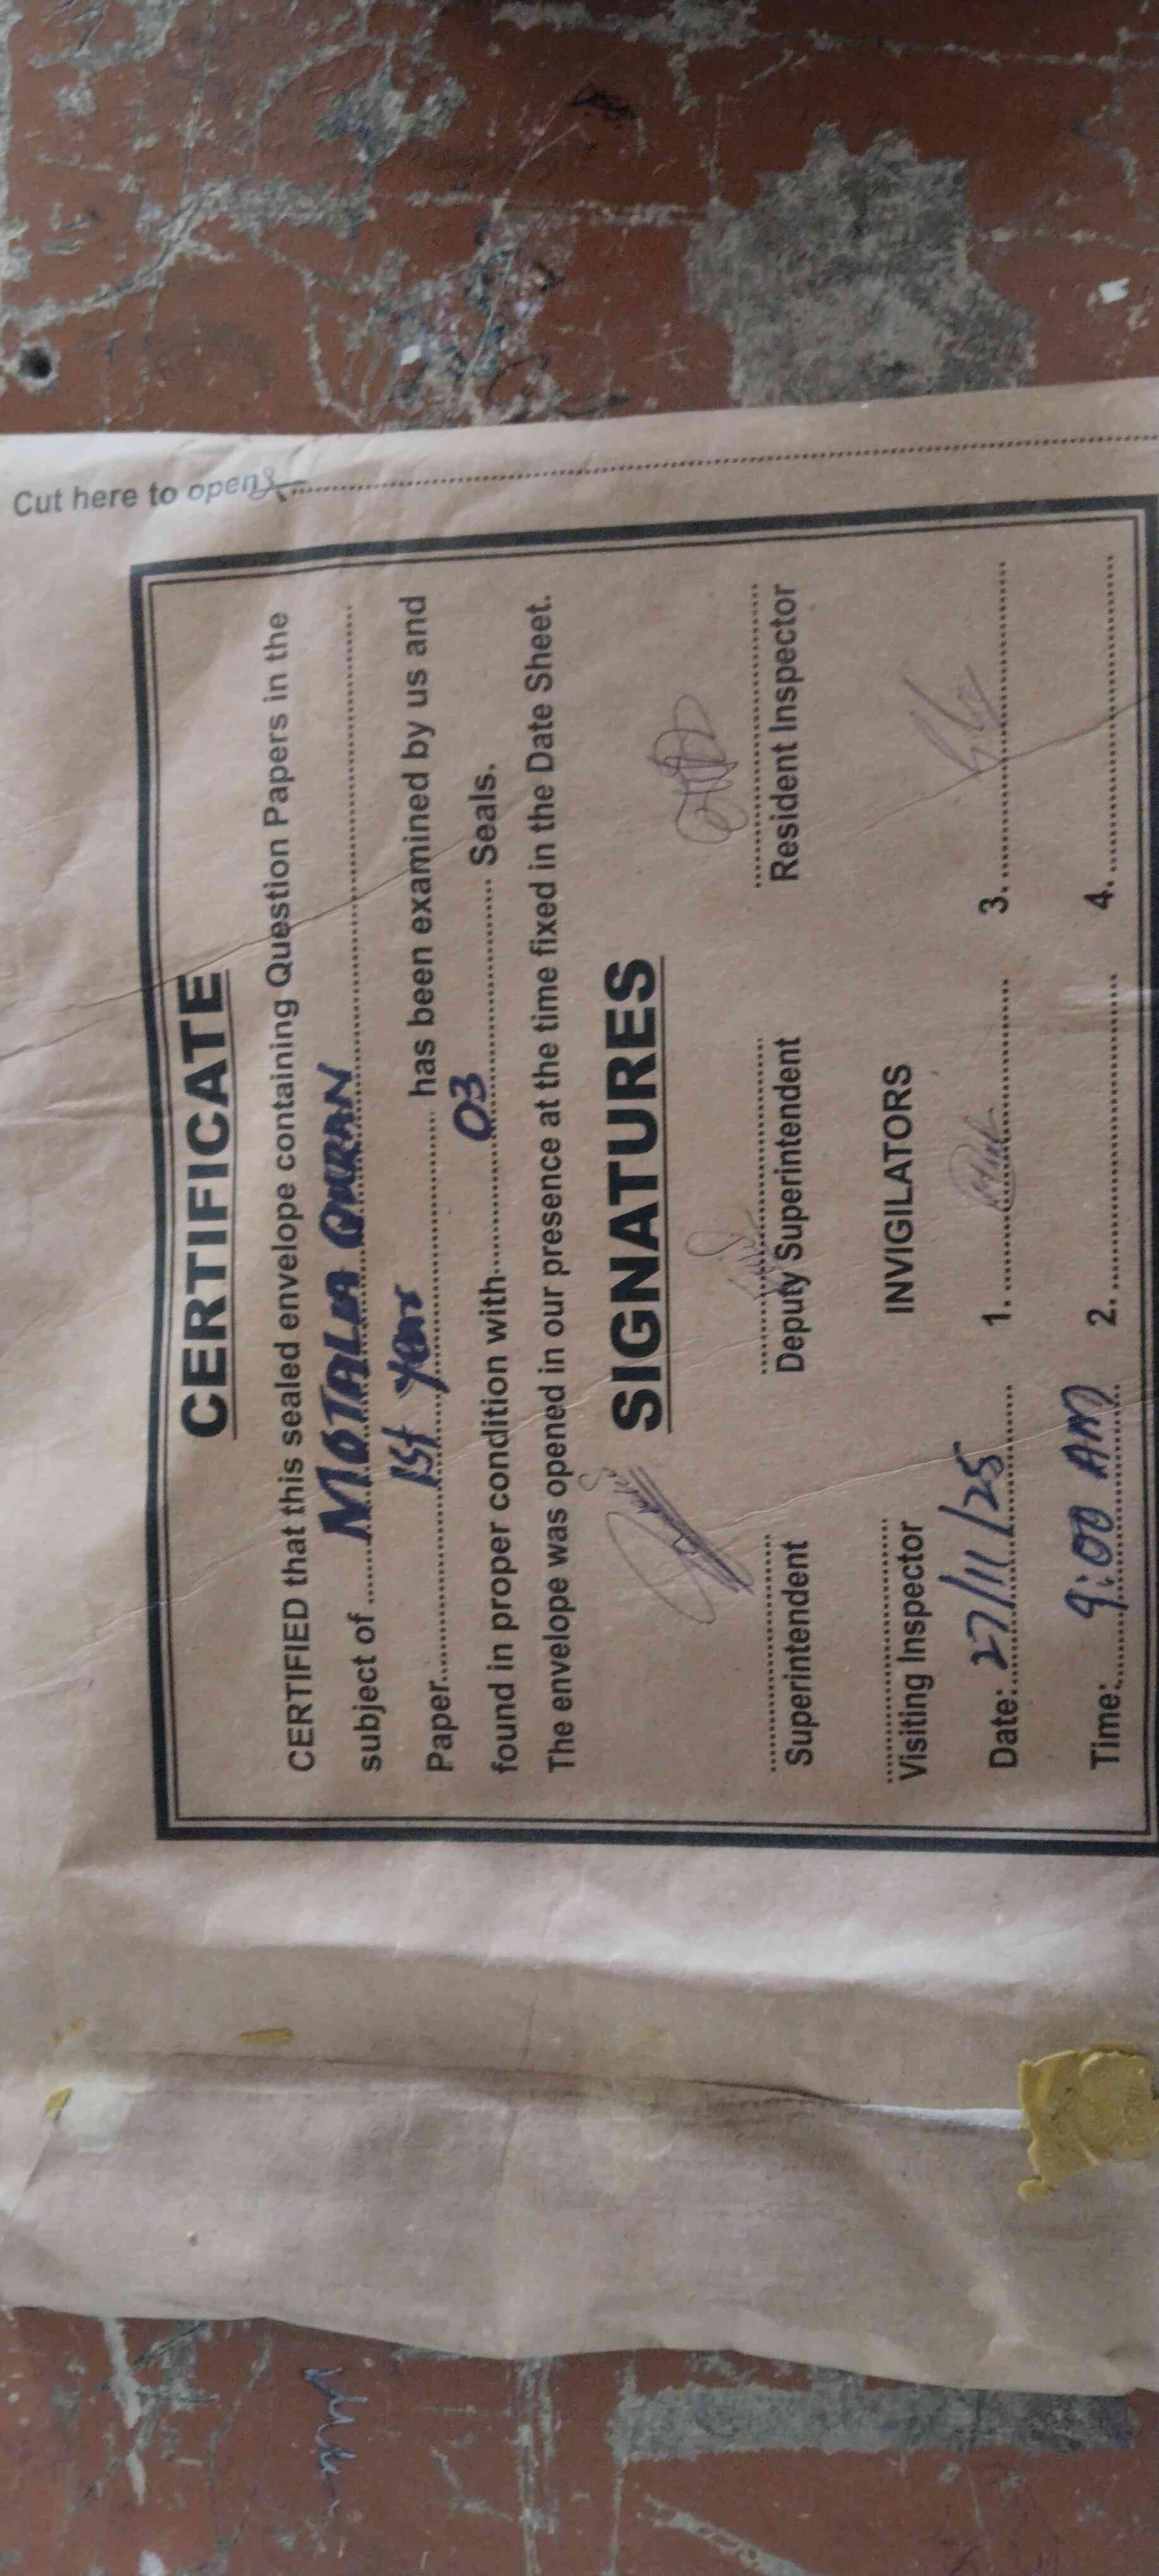 Cut here to open
CERTIFICATE
CERTIFIED that this sealed envelope containing Question Papers in the
subject of ...... MOTALIA QURAN ......
Paper ...... 1st year ...... has been examined by us and
found in proper condition with ...... 03 ...... Seals.
The envelope was opened in our presence at the time fixed in the Date Sheet.
SIGNATURES
Superintendent Deputy Superintendent Resident Inspector
Visiting Inspector INVIGILATORS
Date: 27/11/25 1. ...... 3. ......
Time: 9:00 AM 2. ...... 4. ......